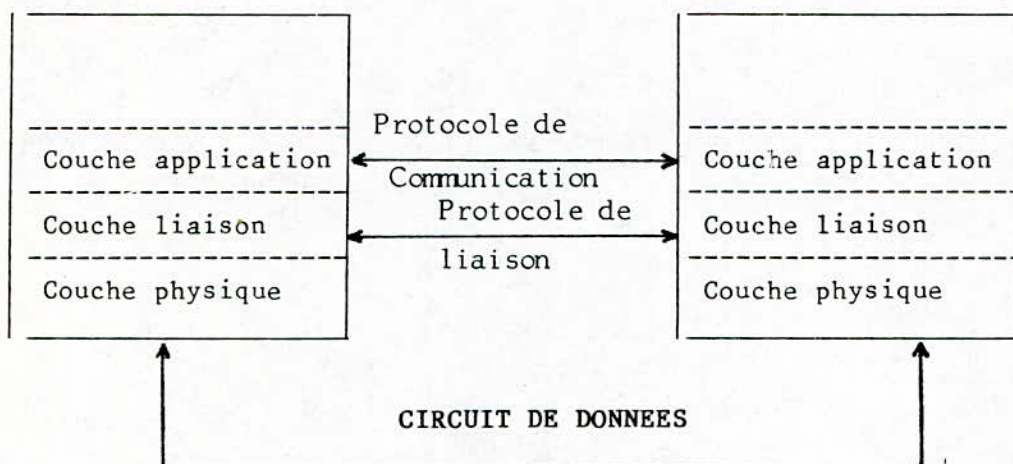 Protocole de
Couche application
Couche application
Communication
Protocole de
Couche liaison
Couche liaison
liaison
Couche physique
Couche physique
CIRCUIT DE DONNEES